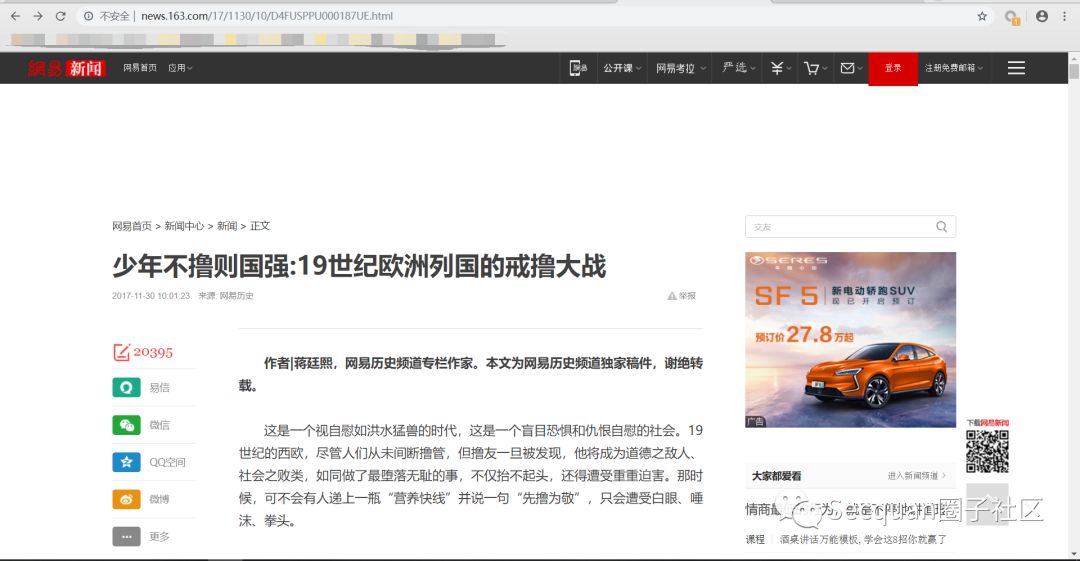 不安全 | news.163.com/17/1130/10/D4FUSPPU000187UE.html
網易 新闻 网易首页 应用 公开课 网易考拉 严选 登录 注册免费邮箱
网易首页 > 新闻中心 > 新闻 > 正文
交友
少年不撸则国强:19世纪欧洲列国的戒撸大战
2017-11-30 10:01:23 来源: 网易历史
举报
SERES
SF 5 新电动轿跑SUV
现已开启预订
预订价27.8万起
广告
20395
易信
微信
QQ空间
微博
更多
作者|蒋廷熙，网易历史频道专栏作家。本文为网易历史频道独家稿件，谢绝转
载。
这是一个视自慰如洪水猛兽的时代，这是一个盲目恐惧和仇恨自慰的社会。19
世纪的西欧，尽管人们从未间断撸管，但撸友一旦被发现，他将成为道德之敌人、
社会之败类，如同做了最堕落无耻的事，不仅抬不起头，还得遭受重重迫害。那时
候，可不会有人递上一瓶“营养快线”并说一句“先撸为敬”，只会遭受白眼、唾
沫、拳头。
下载网易新闻
大家都爱看 进入新闻频道 >
情商最
Seequan圈子社区
课程 酒桌讲话万能模板, 学会这8招你就赢了